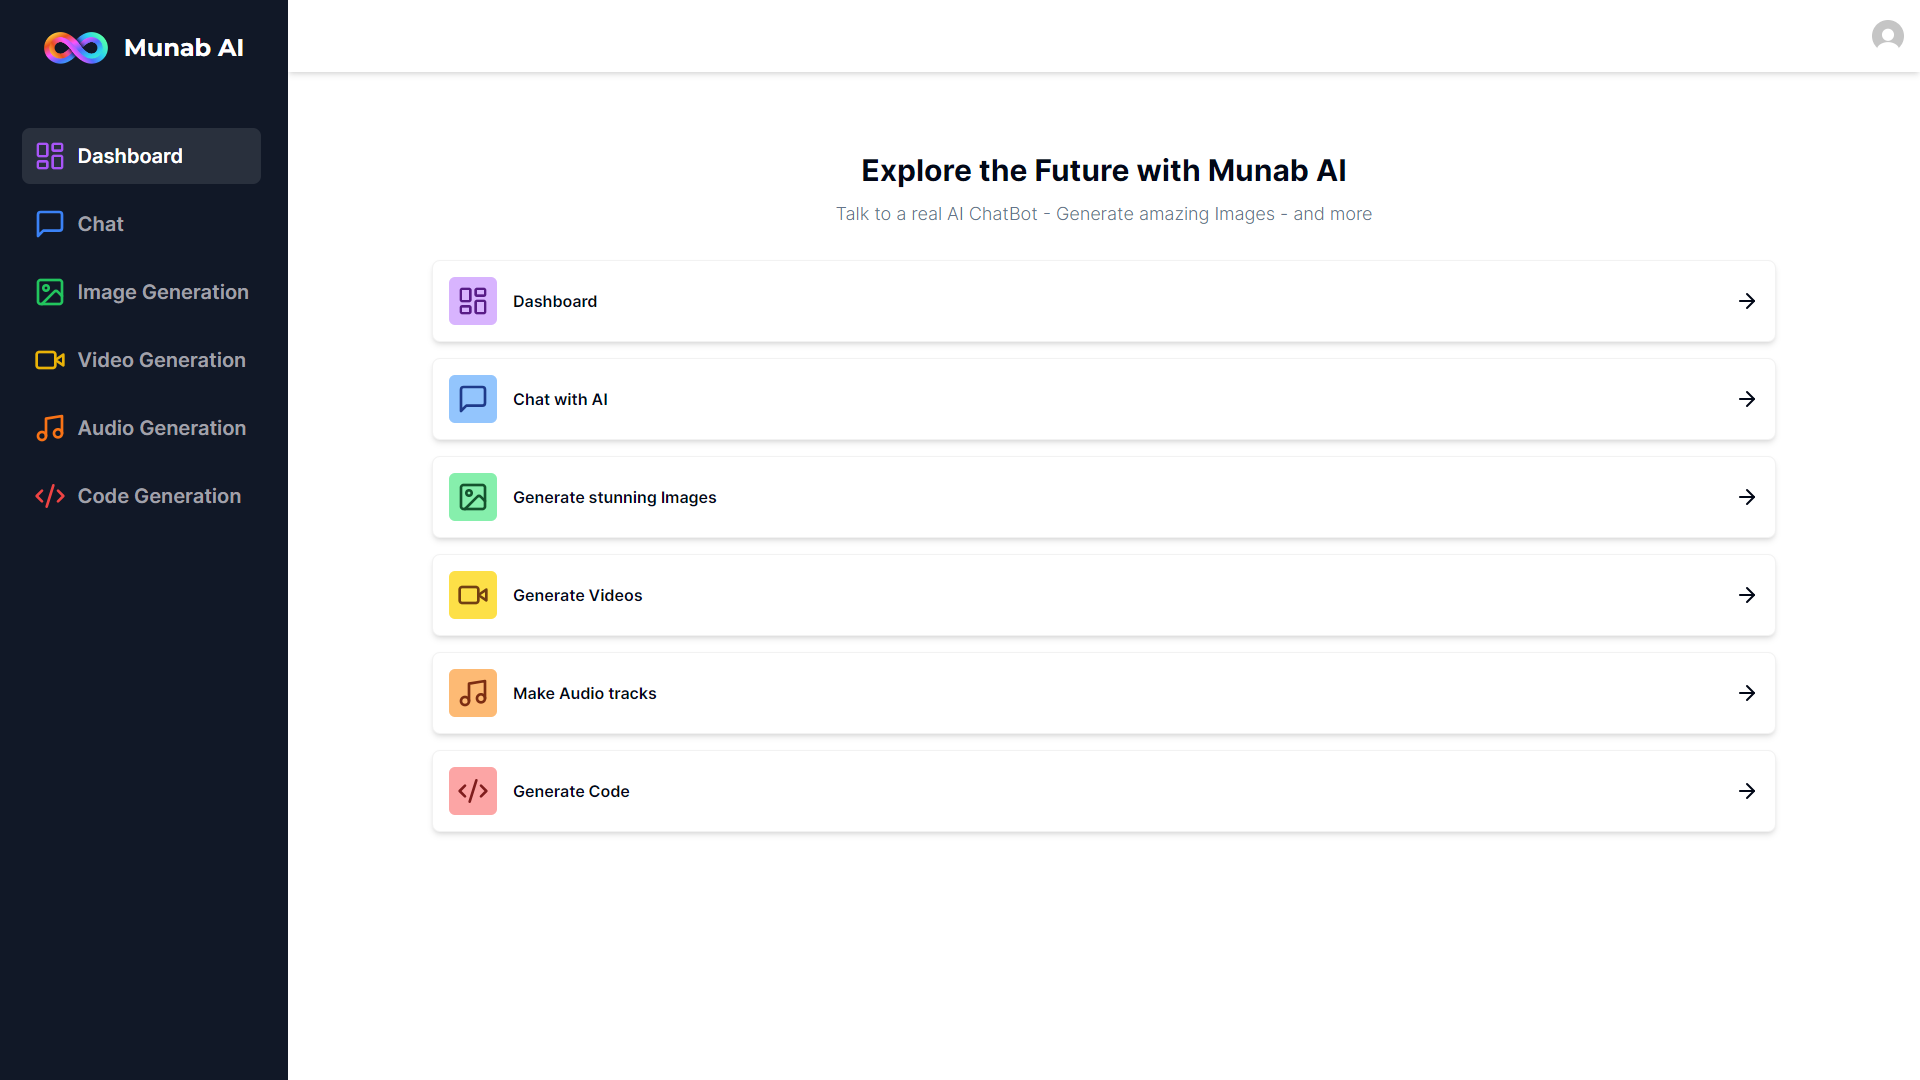 Munab AI
Dashboard
Chat
Image Generation
Video Generation
Audio Generation
Code Generation
Explore the Future with Munab AI
Talk to a real AI ChatBot - Generate amazing Images - and more
Dashboard
Chat with AI
Generate stunning Images
Generate Videos
Make Audio tracks
Generate Code